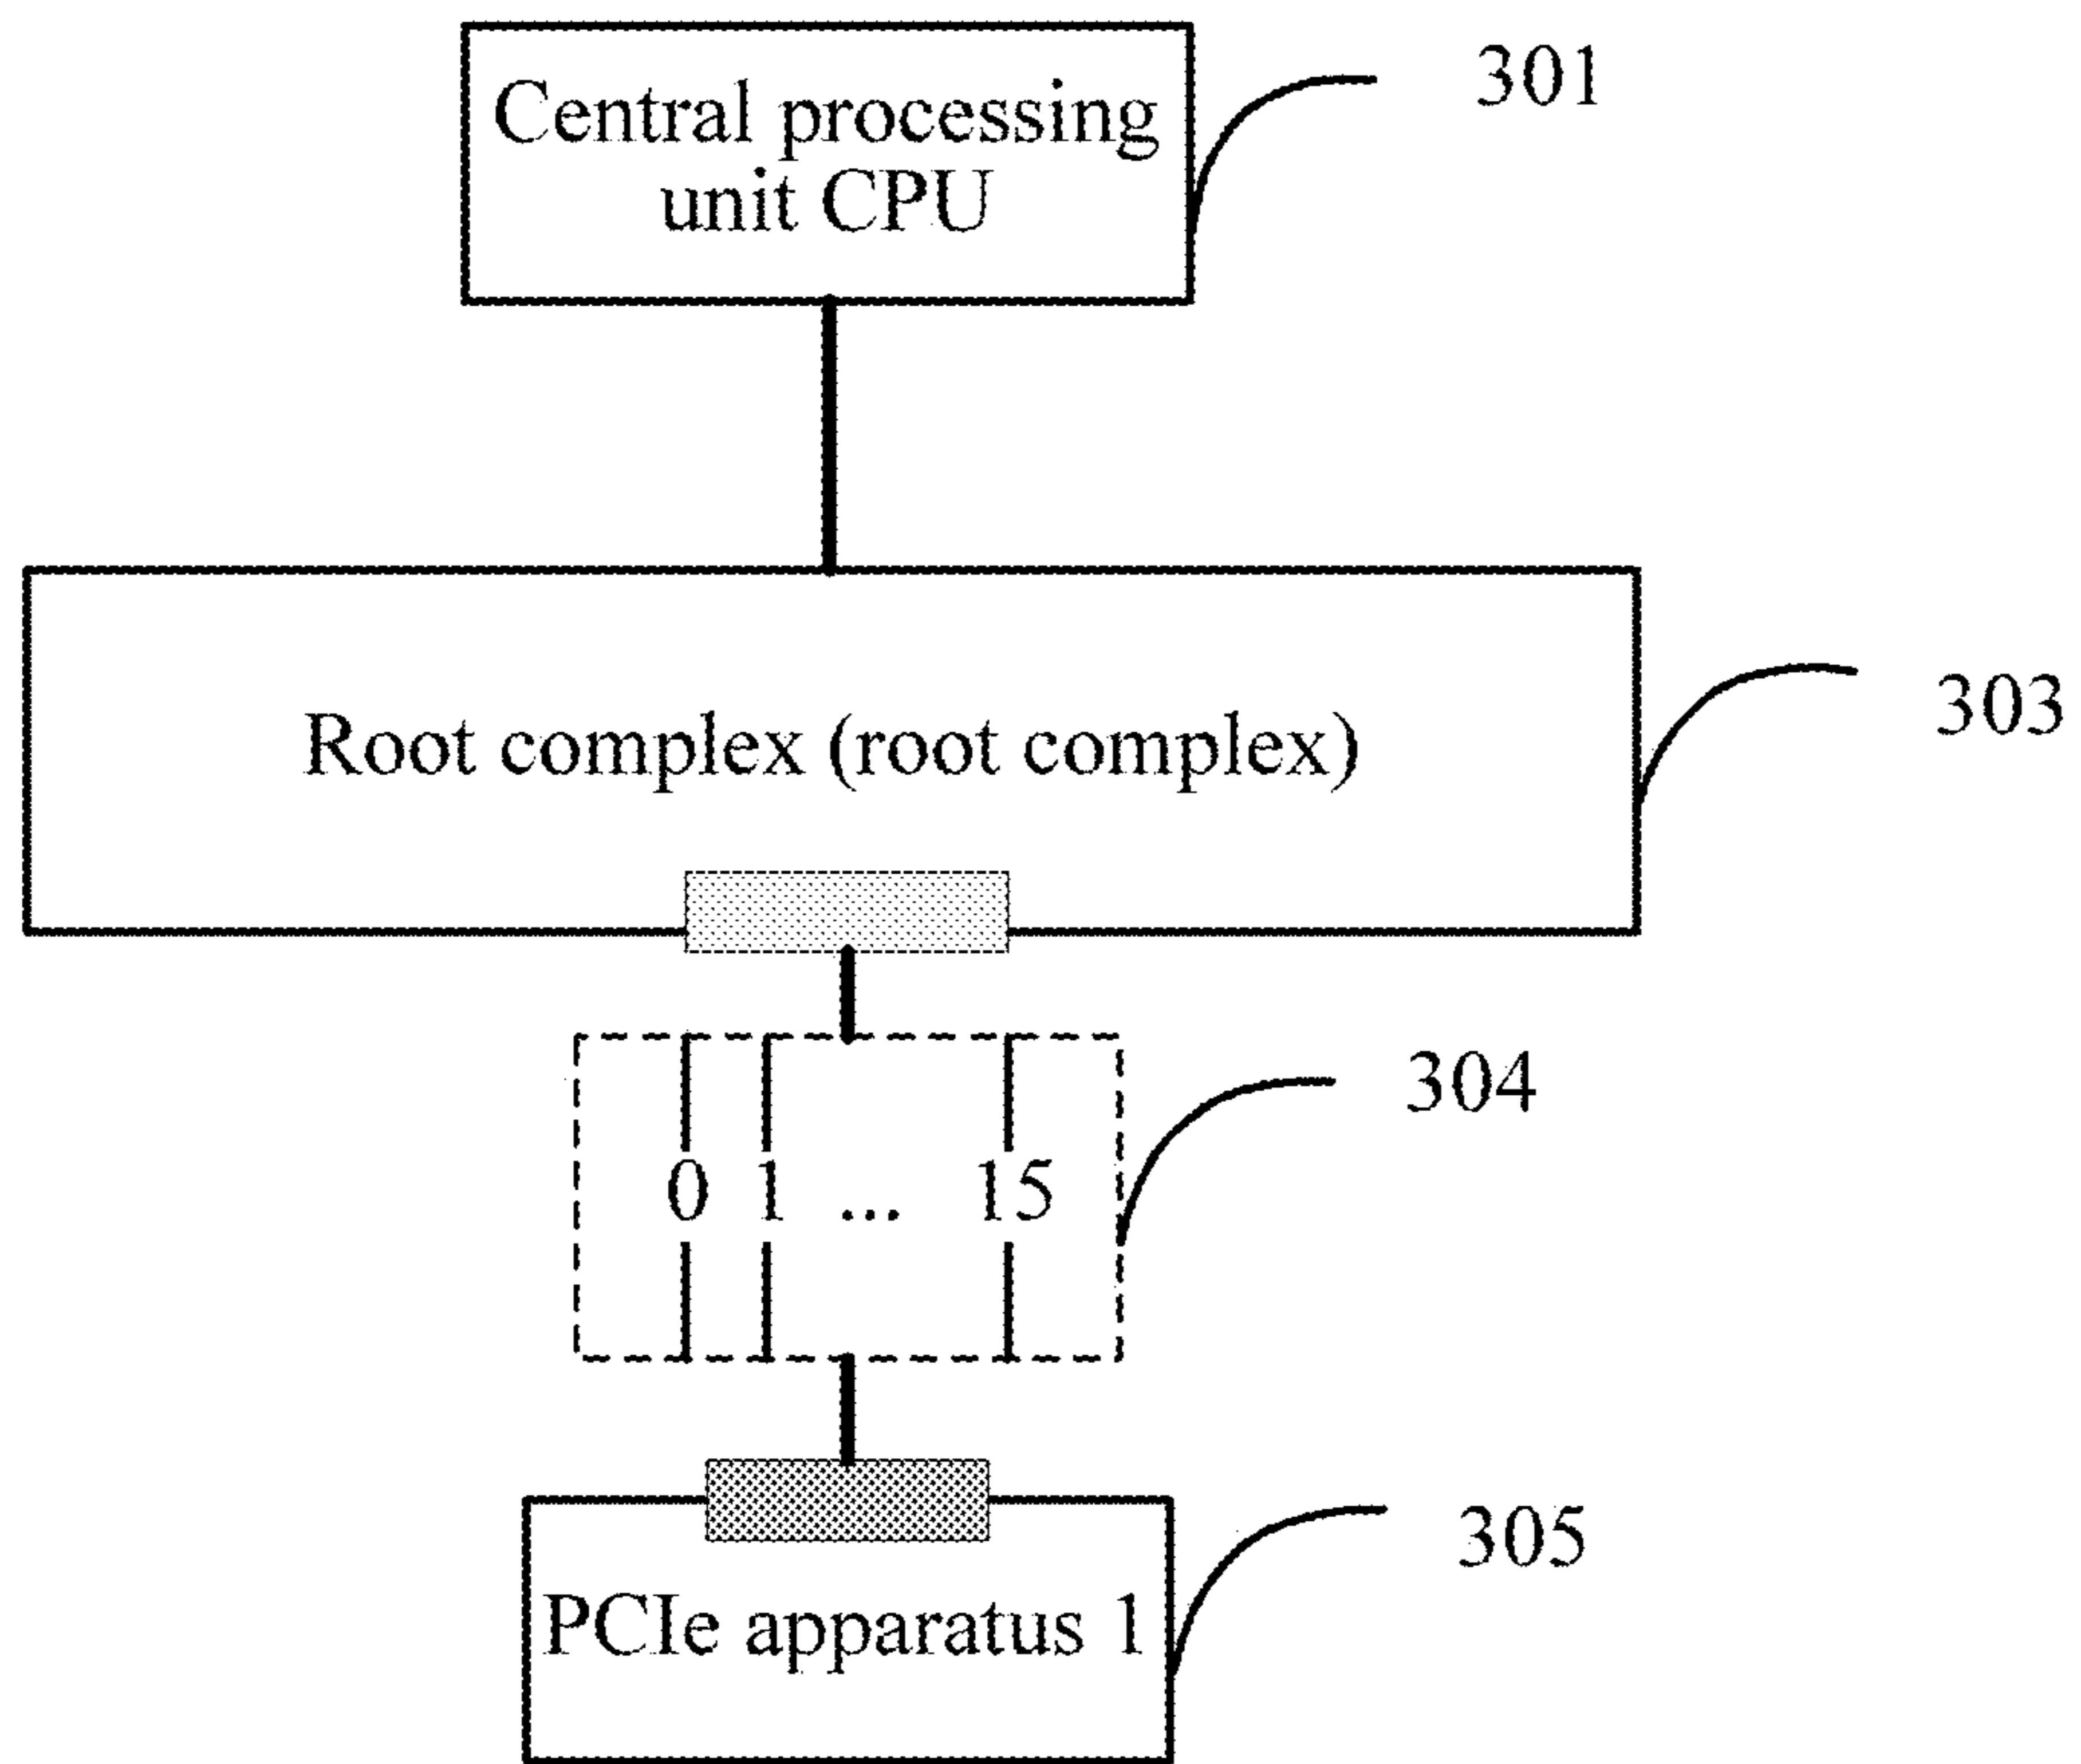 Central processing
unit CPU
301
Root complex (root complex)
303
304
0 1 ... 15
305
PCIe apparatus 1